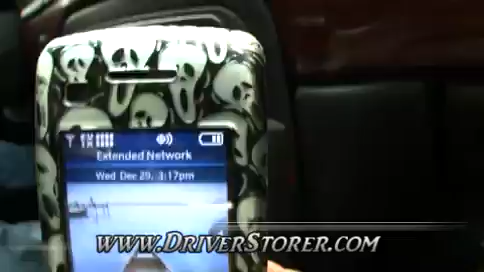 1X
Extended Network
Wed Dec 29, 3:17pm
www.DriverStorer.com